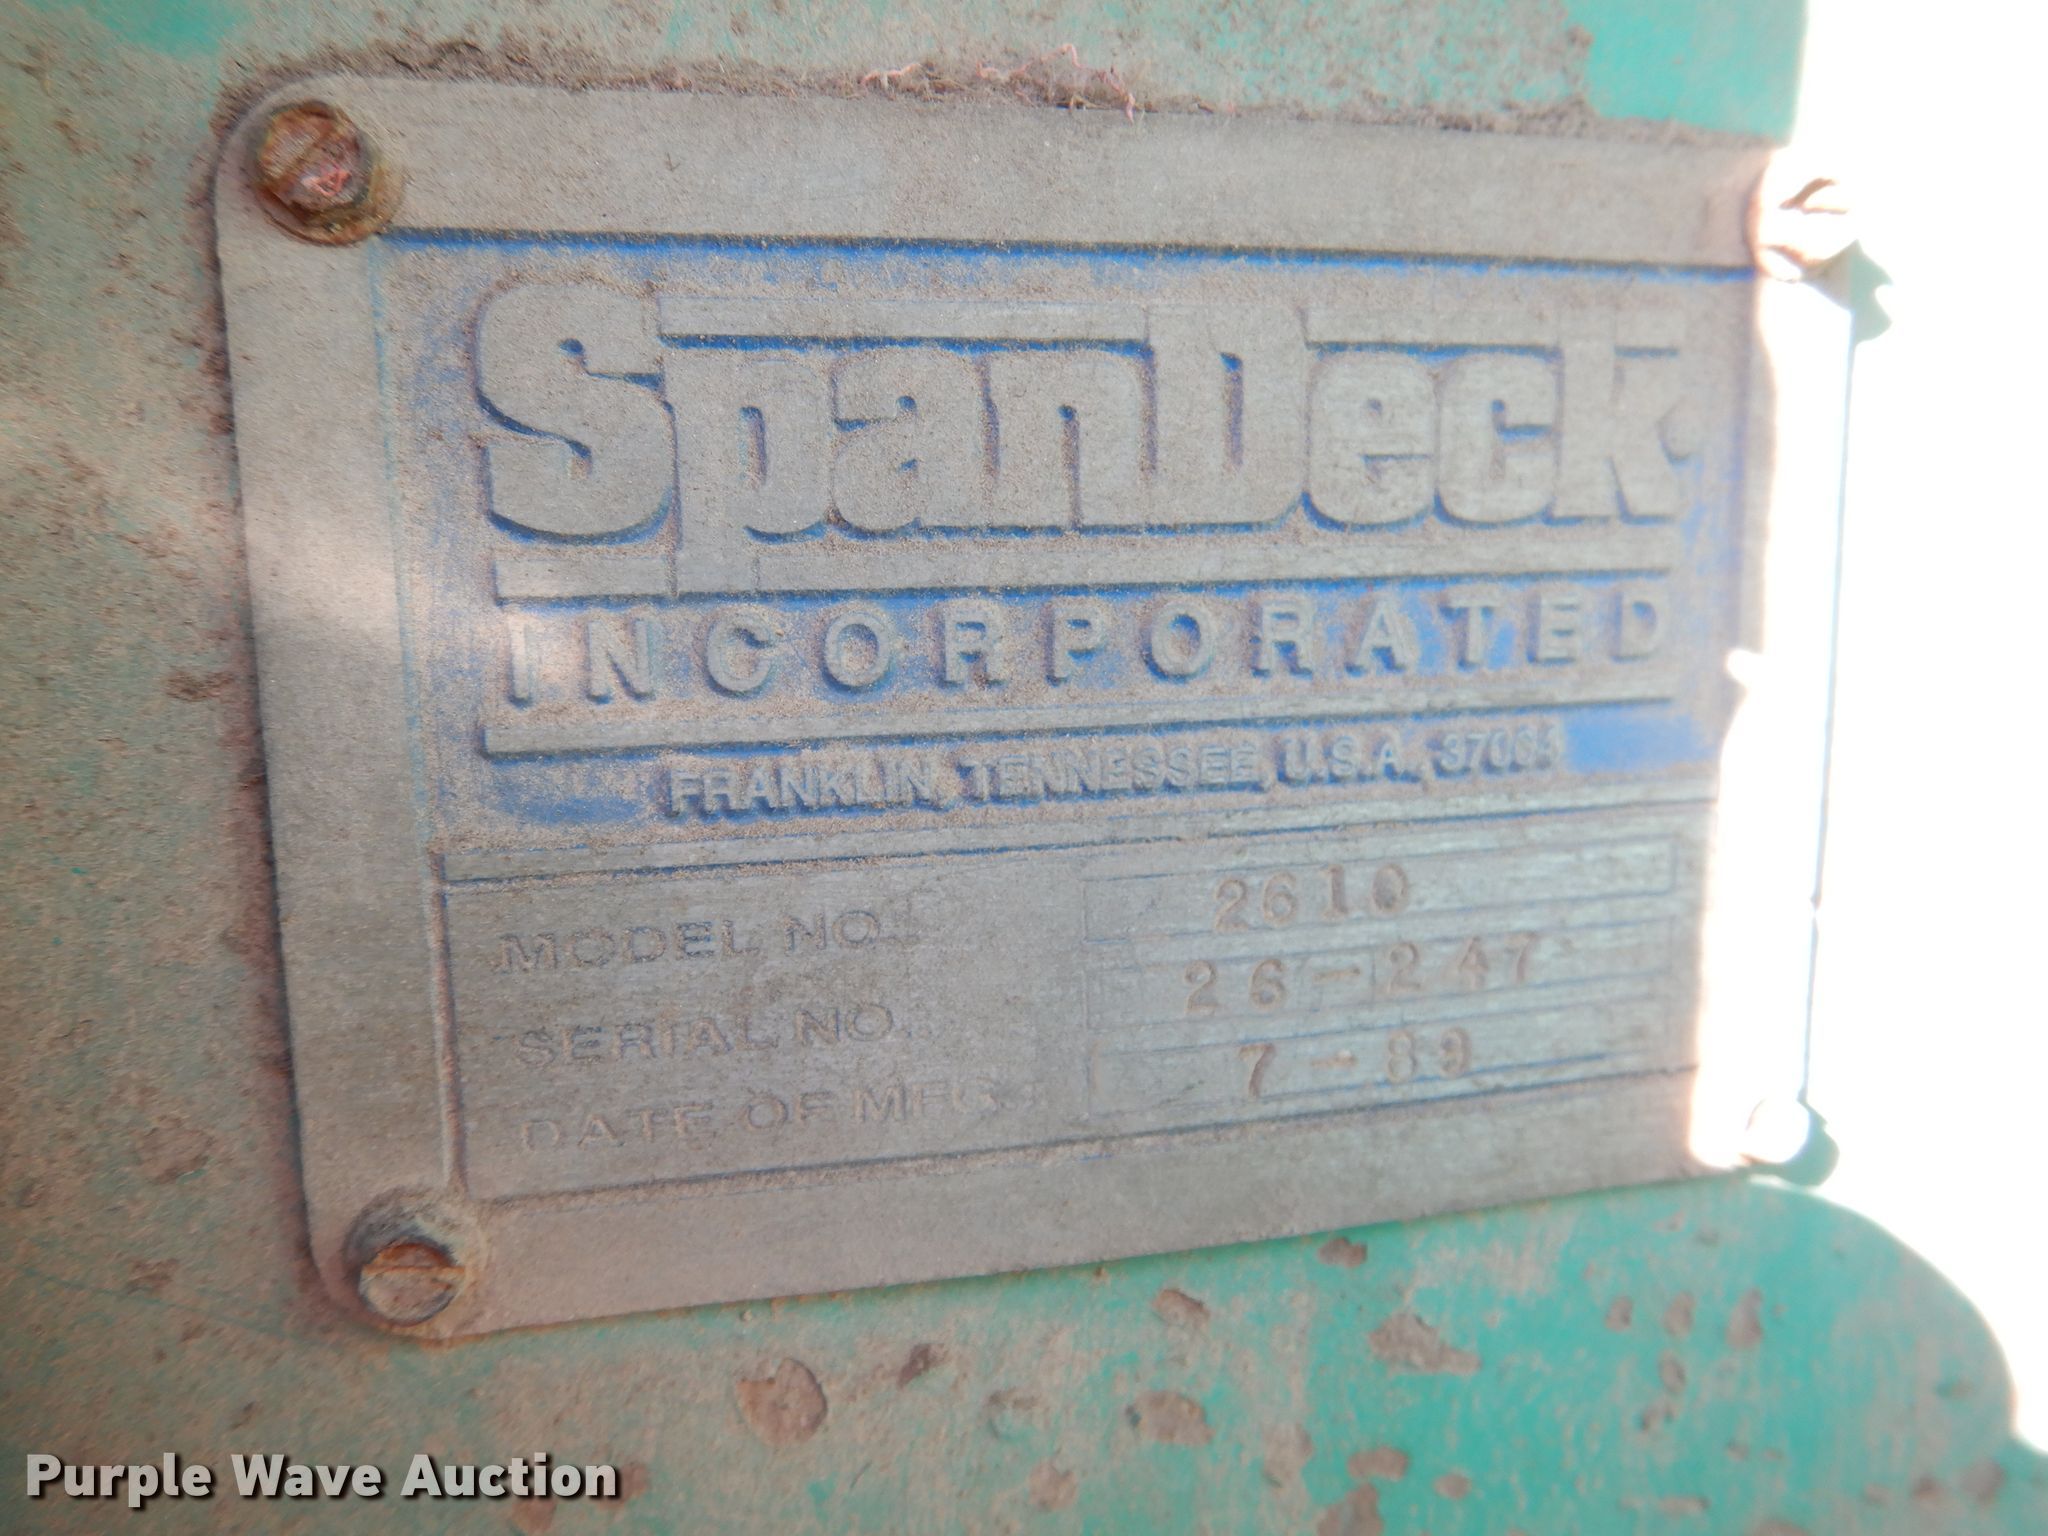 SpanDeck
INCORPORATED
FRANKLIN, TENNESSEE, U.S.A. 37064
MODEL NO. 2610
SERIAL NO. 26-247
DATE OF MFG. 7-89
Purple Wave Auction